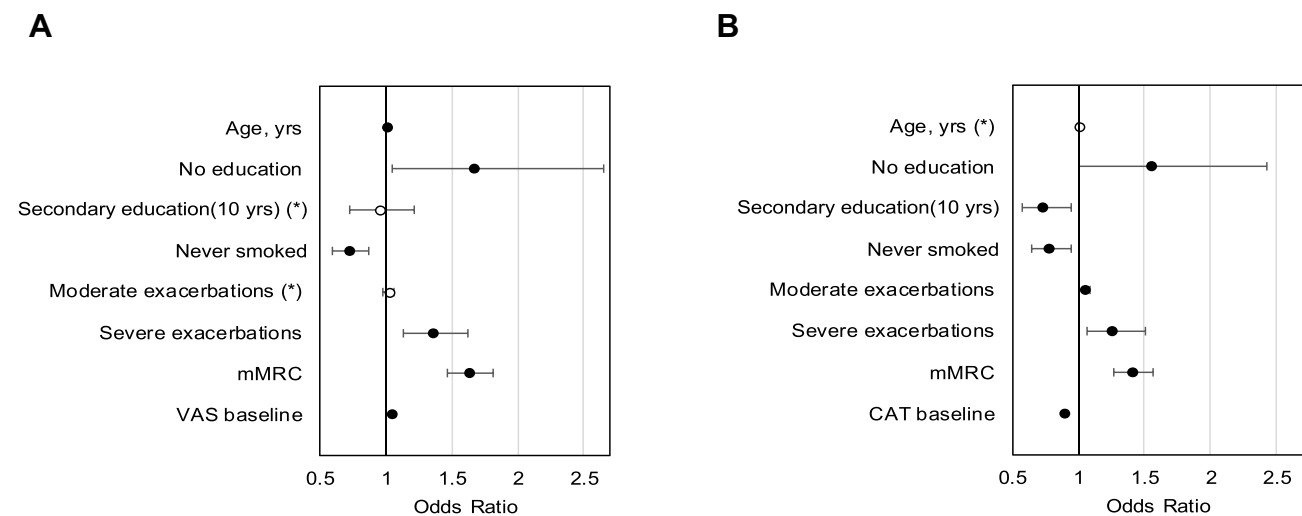 A
Age, yrs
No education
Secondary education(10 yrs) (*)
Never smoked
Moderate exacerbations (*)
Severe exacerbations
mMRC
VAS baseline
0.5 1 1.5 2 2.5
Odds Ratio
B
Age, yrs (*)
No education
Secondary education(10 yrs)
Never smoked
Moderate exacerbations
Severe exacerbations
mMRC
CAT baseline
0.5 1 1.5 2 2.5
Odds Ratio